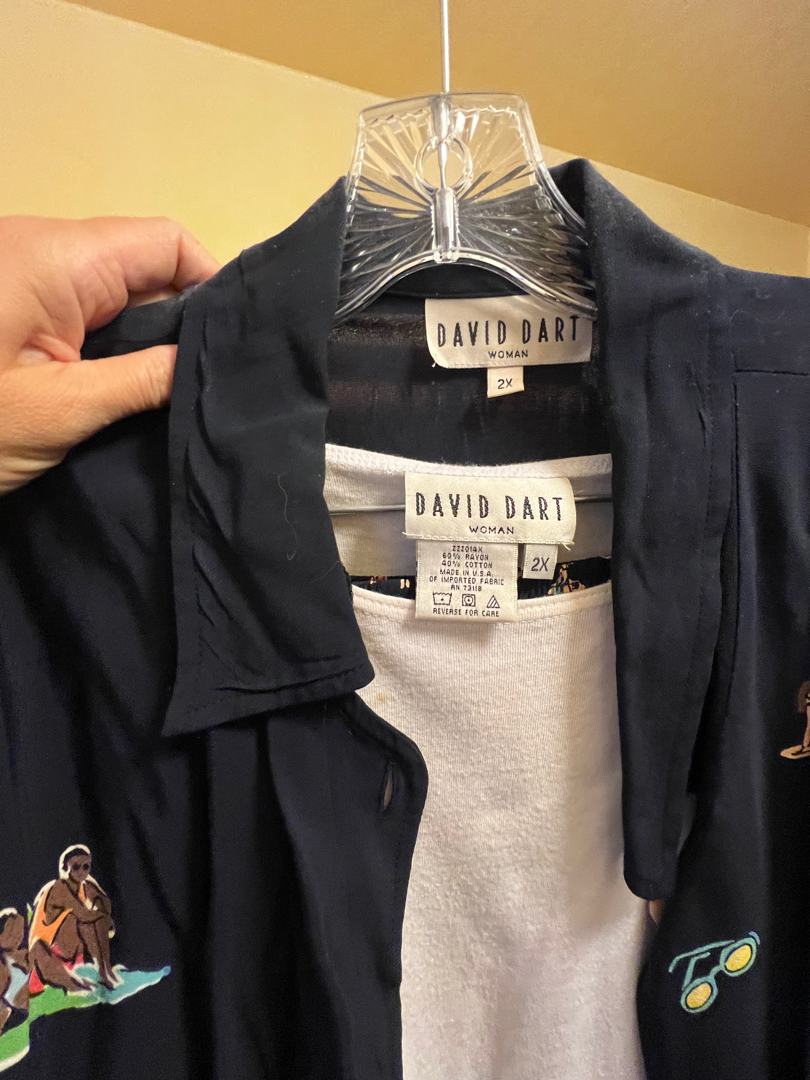 DAVID DART
WOMAN
2X
DAVID DART
WOMAN
ZZZ014X
60% RAYON
40% COTTON
MADE IN U.S.A.
OF IMPORTED FABRIC
RN 73118
REVERSE FOR CARE
2X